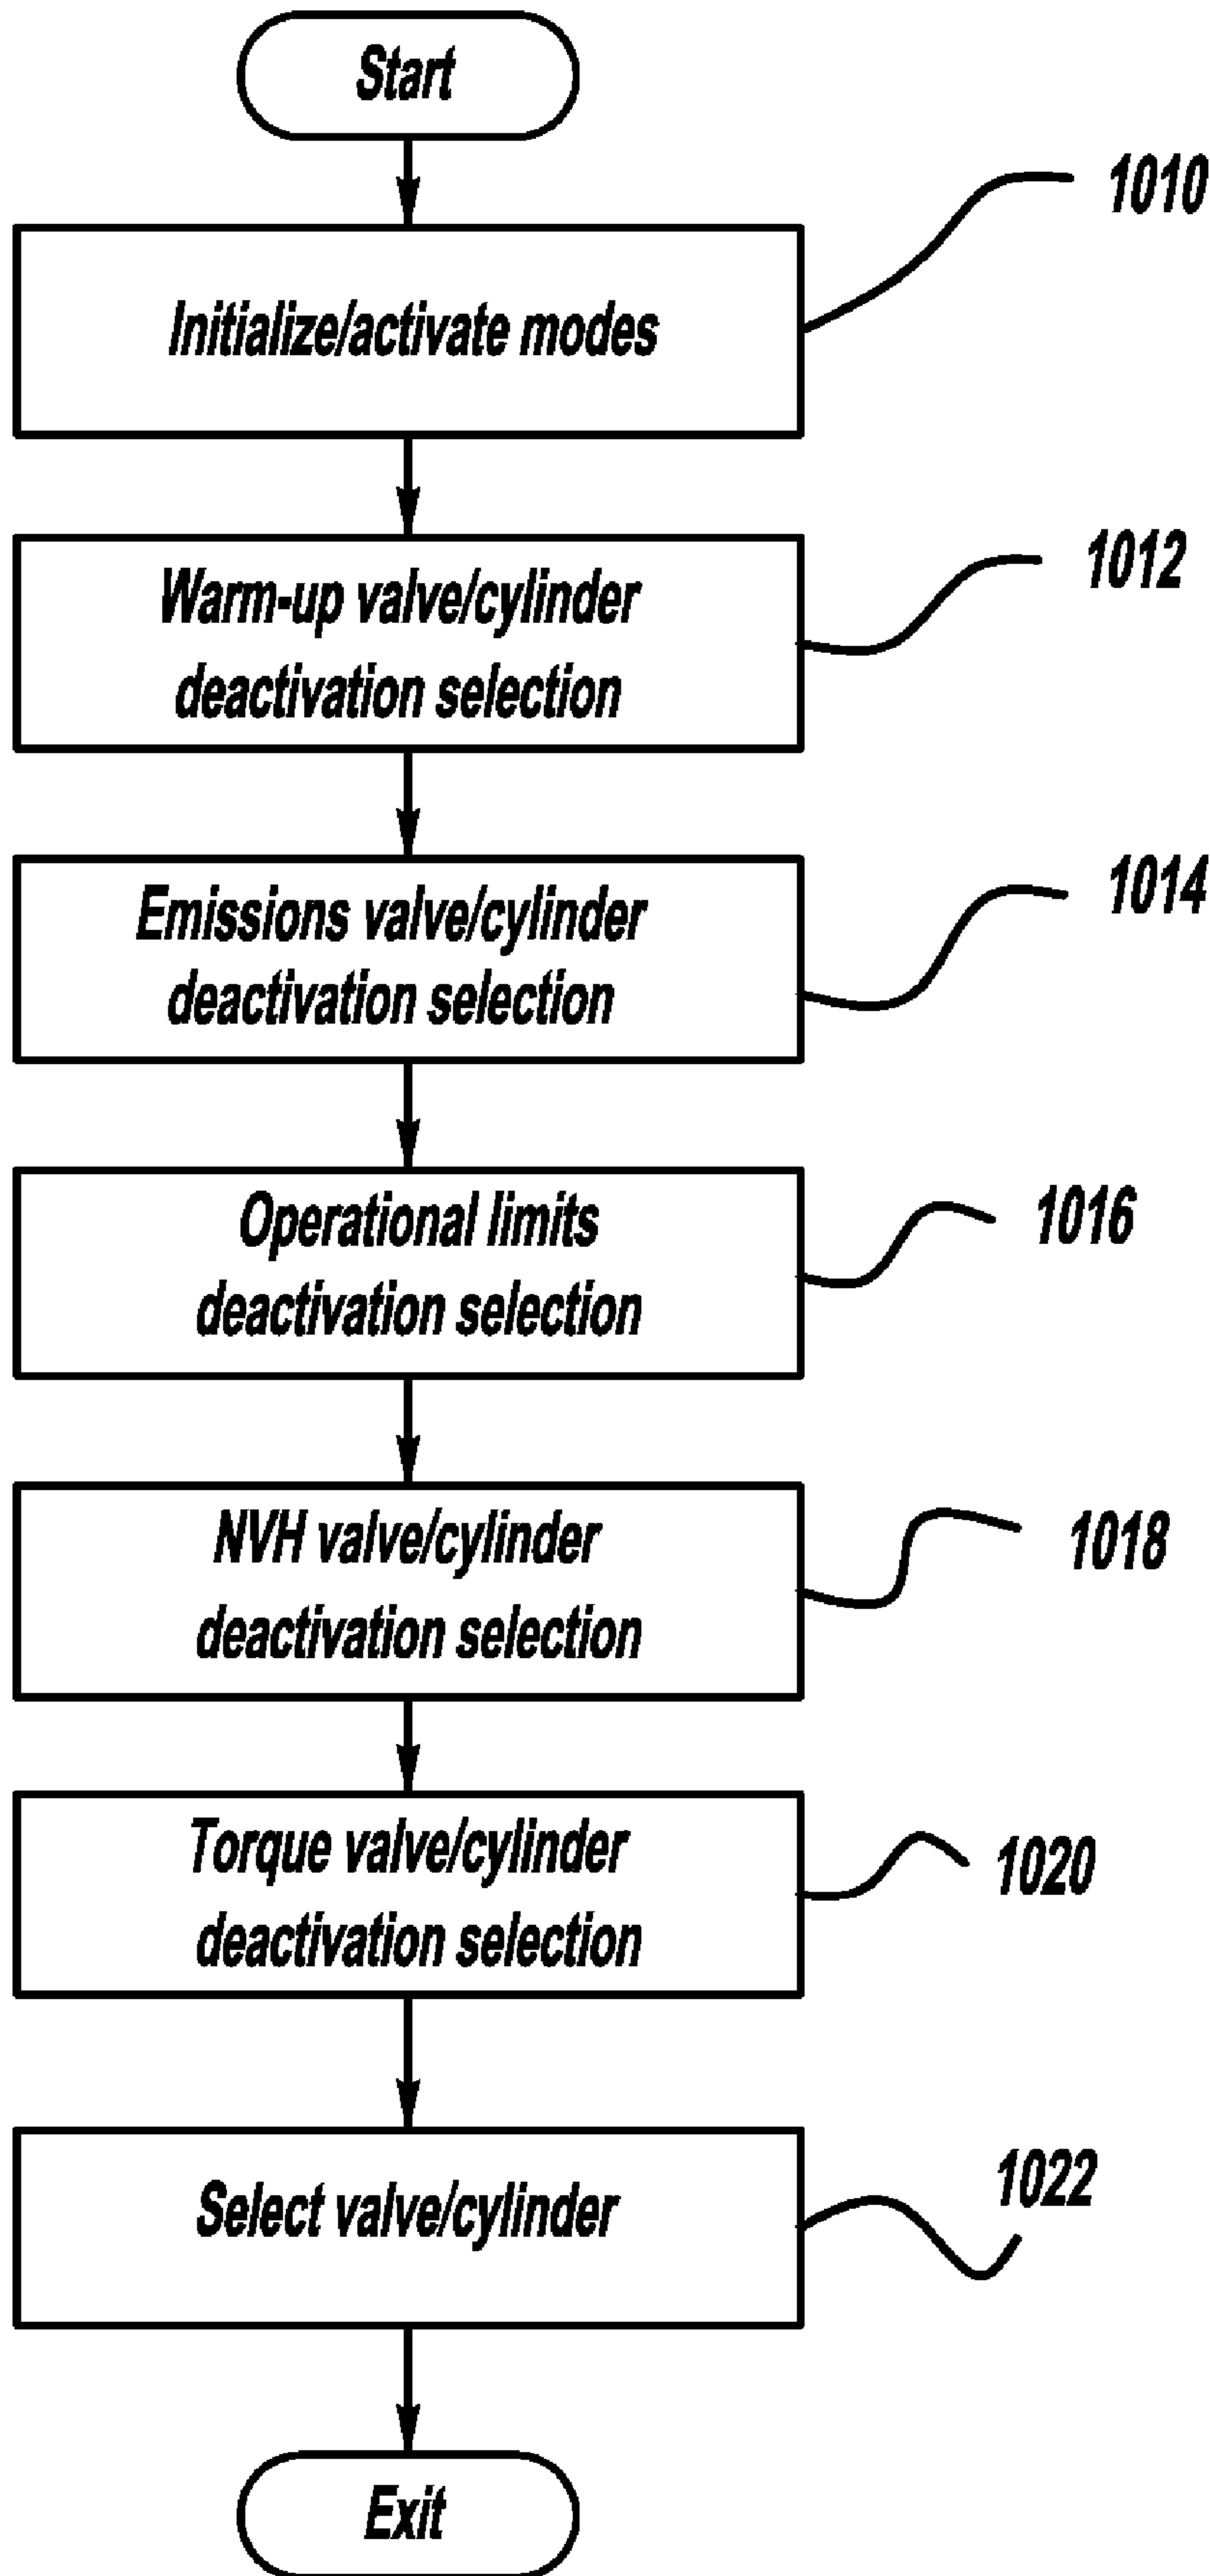 Start
1010
Initialize/activate modes
1012
Warm-up valve/cylinder
deactivation selection
1014
Emissions valve/cylinder
deactivation selection
1016
Operational limits
deactivation selection
1018
NVH valve/cylinder
deactivation selection
1020
Torque valve/cylinder
deactivation selection
1022
Select valve/cylinder
Exit